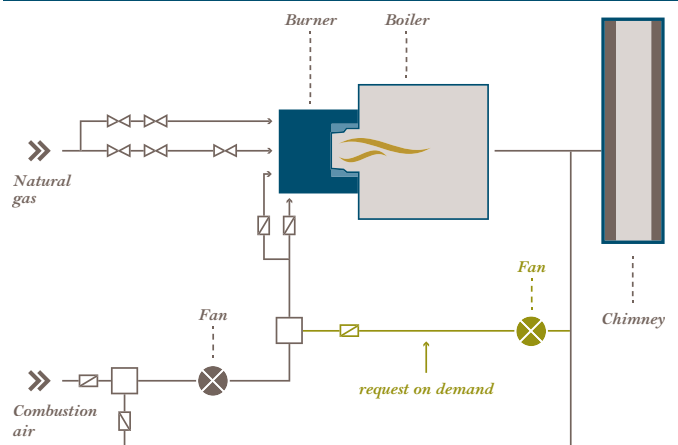 Burner
Boiler
Natural
gas
Fan
Chimney
Fan
request on demand
Combustion
air